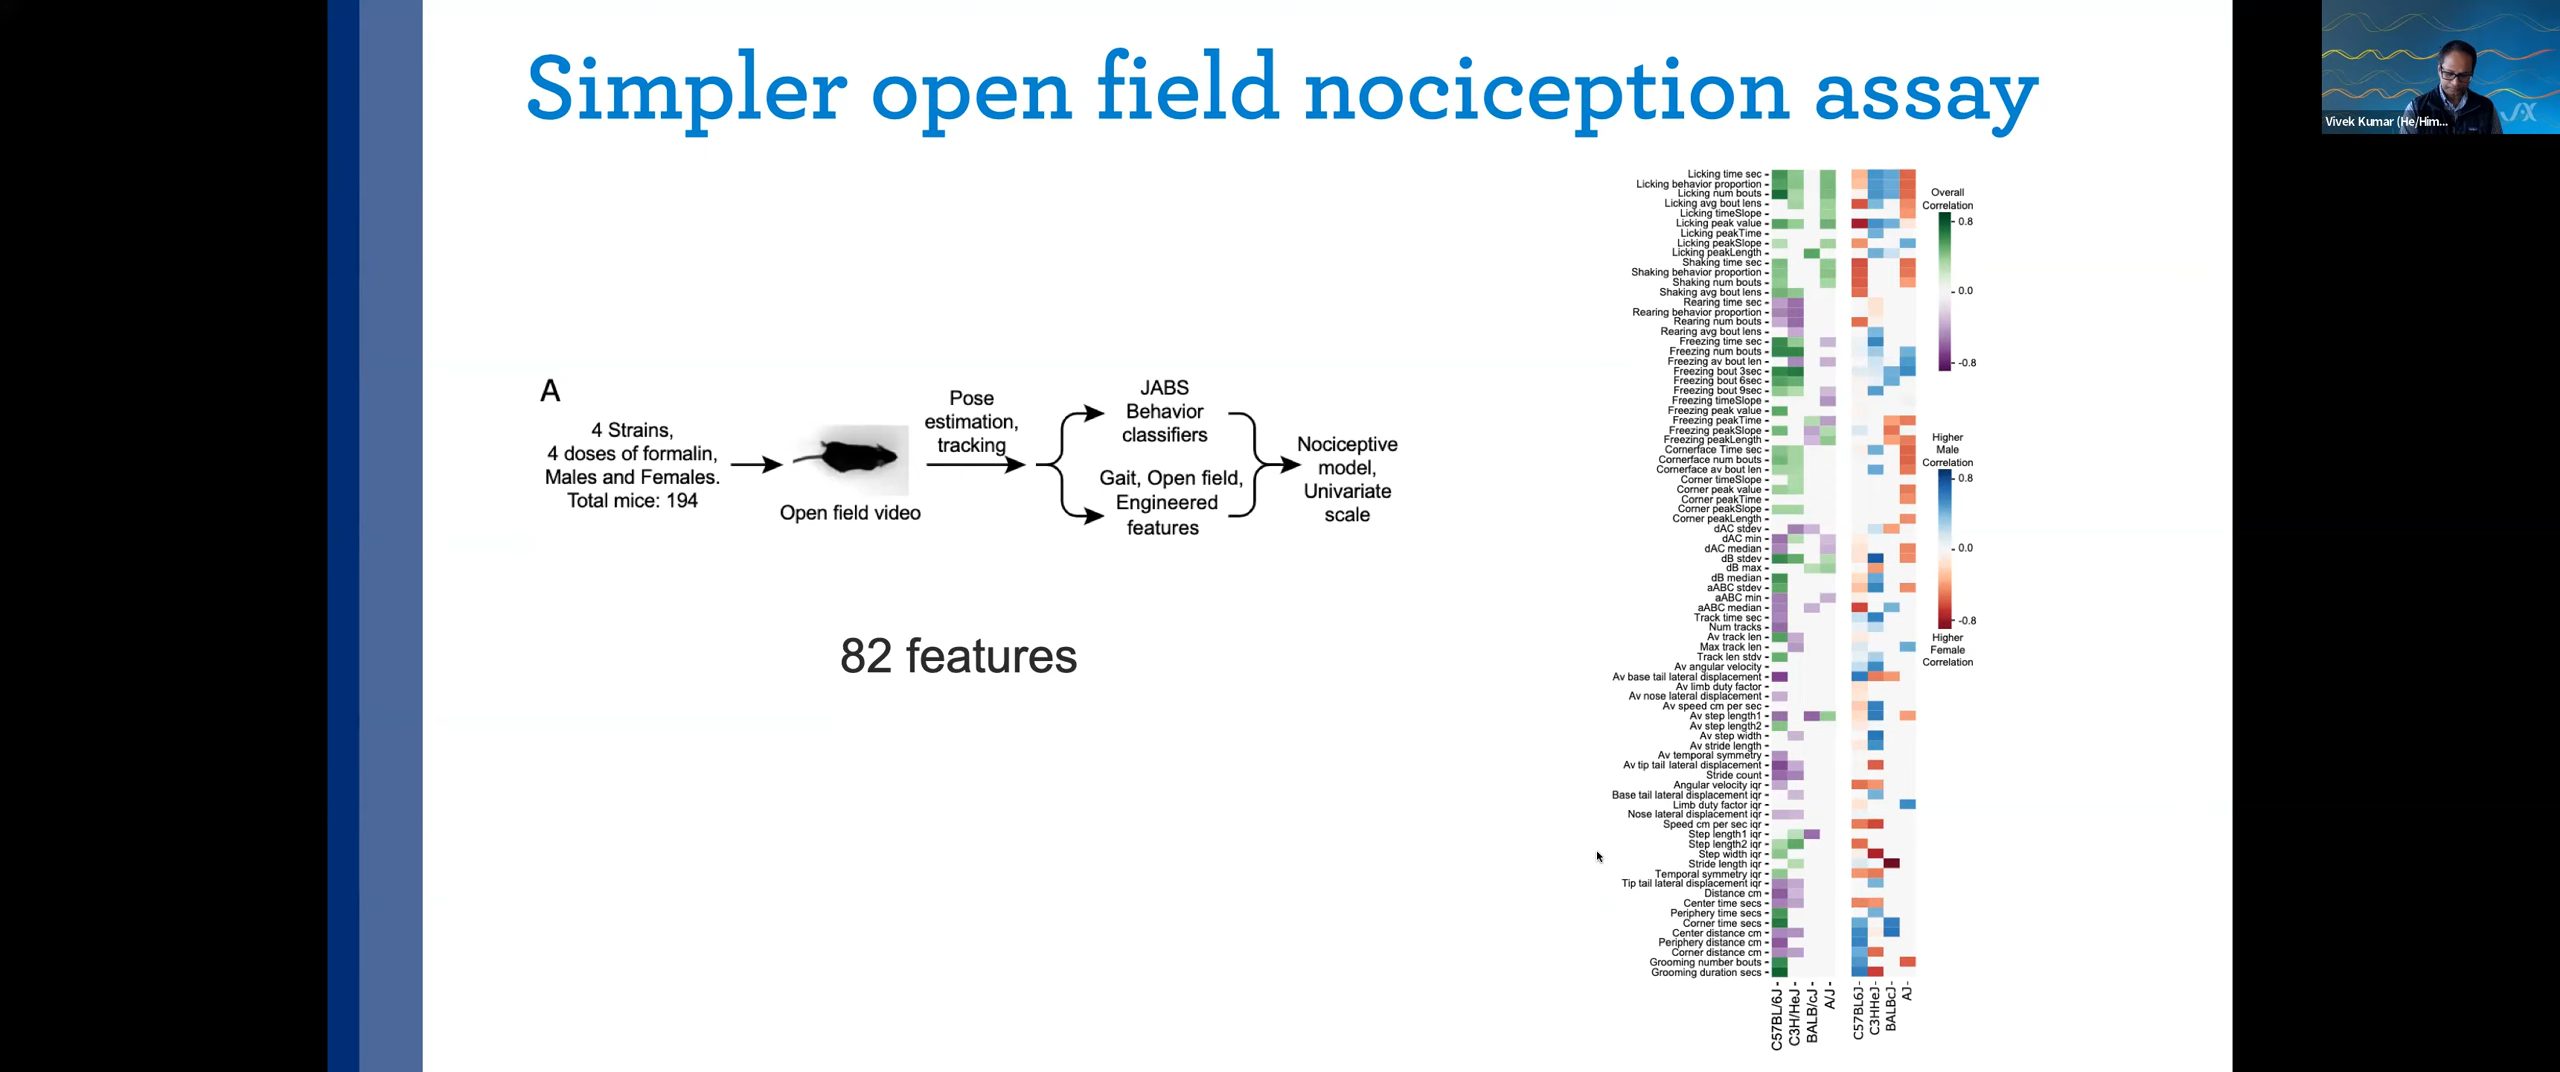 Simpler open field nociception assay
Vivek Kumar (He/Him...
A
4 Strains,
4 doses of formalin,
Males and Females.
Total mice: 194
Open field video
Pose
estimation,
tracking
JABS
Behavior
classifiers
Gait, Open field,
Engineered
features
Nociceptive
model,
Univariate
scale
82 features
Licking time sec
Licking behavior proportion
Licking num bouts
Licking avg bout lens
Licking timeSlope
Licking peak value
Licking peakTime
Licking peakSlope
Licking peakLength
Shaking time sec
Shaking behavior proportion
Shaking num bouts
Shaking avg bout lens
Rearing time sec
Rearing behavior proportion
Rearing num bouts
Rearing avg bout lens
Freezing time sec
Freezing num bouts
Freezing av bout len
Freezing bout 3sec
Freezing bout 6sec
Freezing bout 9sec
Freezing timeSlope
Freezing peak value
Freezing peakTime
Freezing peakSlope
Freezing peakLength
Cornerface Time sec
Cornerface num bouts
Cornerface av bout len
Corner timeSlope
Corner peak value
Corner peakTime
Corner peakSlope
Corner peakLength
dAC stdev
dAC min
dAC median
dB stdev
dB max
dB median
aABC stdev
aABC min
aABC median
Track time sec
Num tracks
Av track len
Max track len
Track len stdv
Av angular velocity
Av base tail lateral displacement
Av limb duty factor
Av nose lateral displacement
Av speed cm per sec
Av step length1
Av step length2
Av step width
Av stride length
Av temporal symmetry
Av tip tail lateral displacement
Stride count
Angular velocity iqr
Base tail lateral displacement iqr
Limb duty factor iqr
Nose lateral displacement iqr
Speed cm per sec iqr
Step length1 iqr
Step length2 iqr
Step width iqr
Stride length iqr
Temporal symmetry iqr
Tip tail lateral displacement iqr
Distance cm
Center time secs
Periphery time secs
Corner time secs
Center distance cm
Periphery distance cm
Corner distance cm
Grooming number bouts
Grooming duration secs
C57BL/6J
C3H/HeJ
BALB/cJ
A/J
C57BL6J
C3HHeJ
BALBcJ
AJ
Overall
Correlation
0.8
0.0
-0.8
Higher
Male
Correlation
0.8
0.0
-0.8
Higher
Female
Correlation
JAX